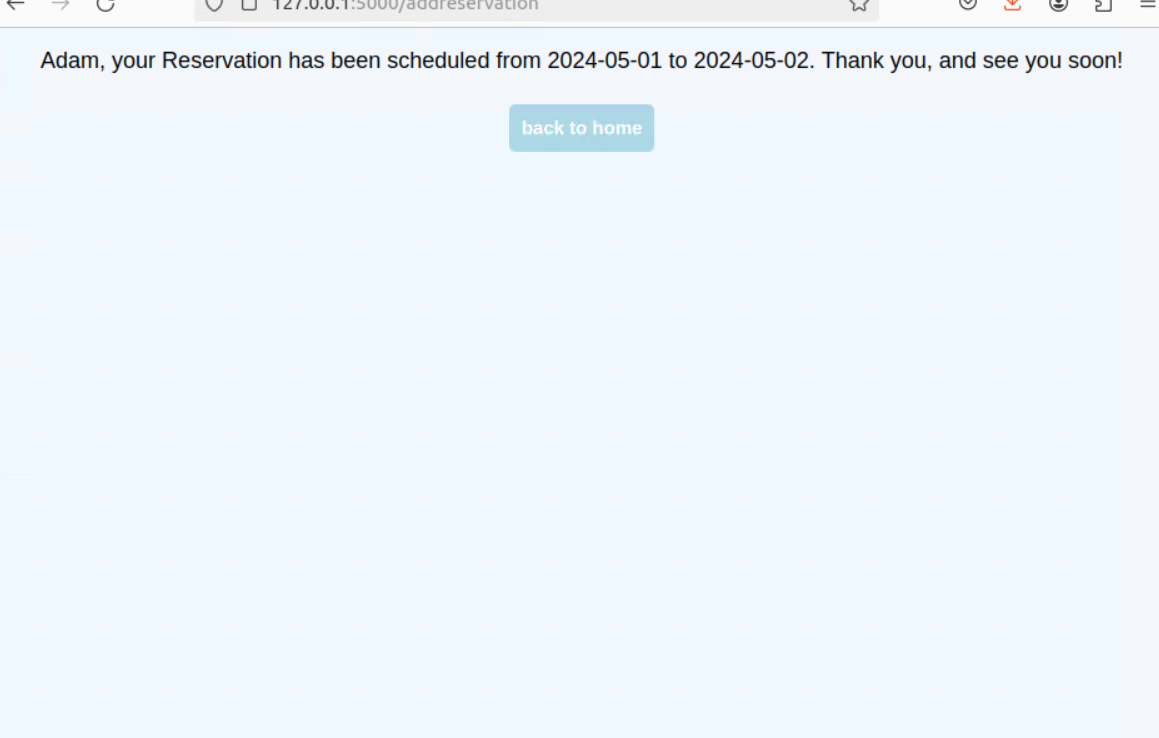 127.0.0.1:5000/addreservation
Adam, your Reservation has been scheduled from 2024-05-01 to 2024-05-02. Thank you, and see you soon!
back to home